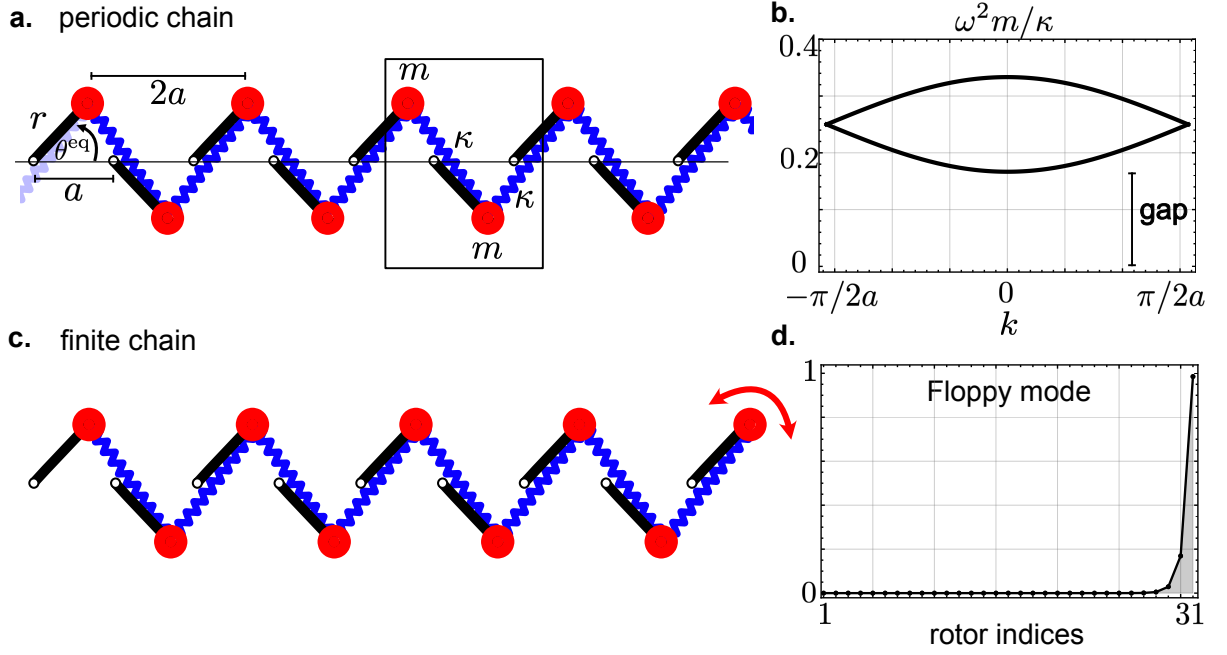 a. periodic chain
2a
m
r
θ^eq
κ
a
κ
m
b.
ω²m/κ
0.4
0.2
gap
0
−π/2a
0
π/2a
k
c. finite chain
d.
1
Floppy mode
0
1
31
rotor indices